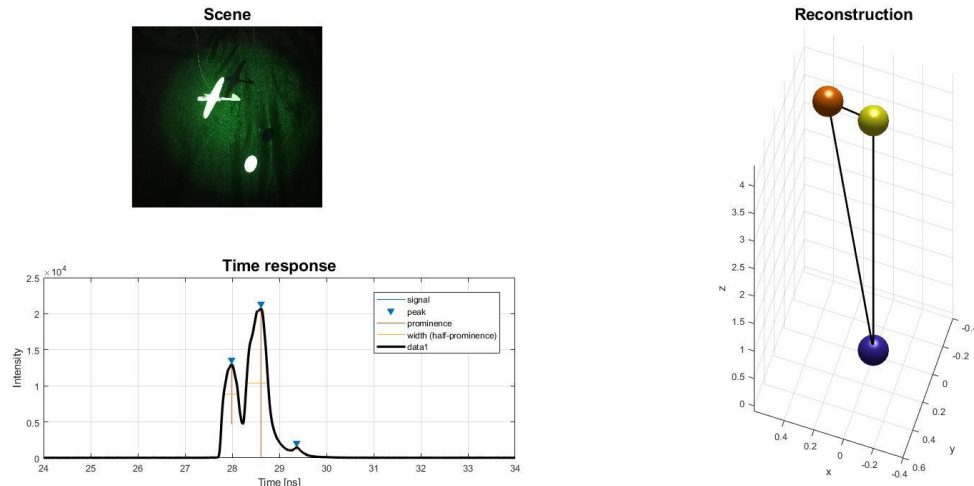 Scene
Time response
×10⁴
2.5
2
1.5
1
0.5
0
Intensity
24 25 26 27 28 29 30 31 32 33 34
Time [ns]
signal
peak
prominence
width (half-prominence)
data1
Reconstruction
4
3.5
3
2.5
2
1.5
1
0.5
0
z
0.4 0.2 0 -0.2 -0.4
x
-0.4
-0.2
0
0.2
0.4
0.6
y